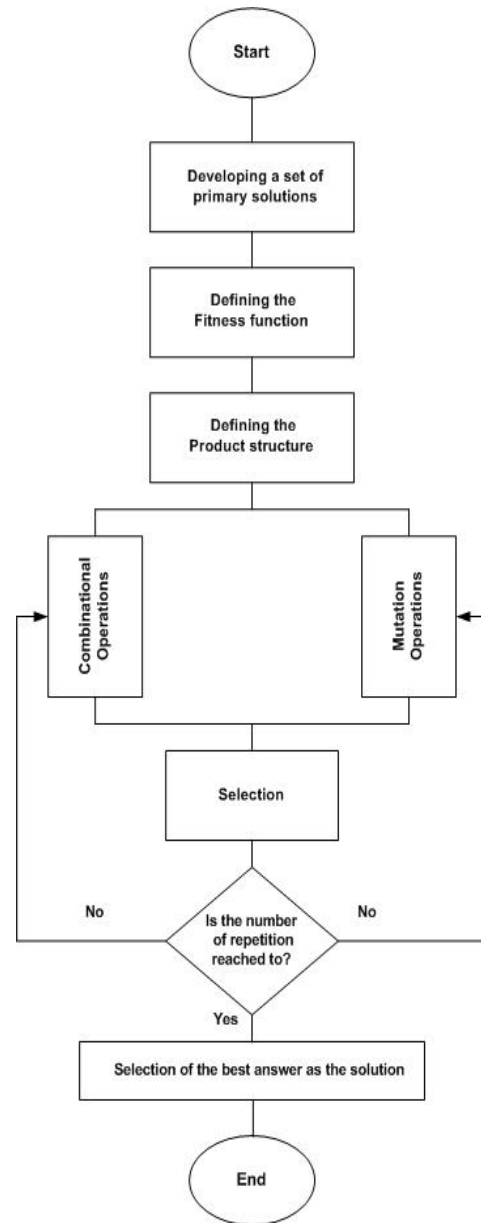 Start
Developing a set of
primary solutions
Defining the
Fitness function
Defining the
Product structure
Combinational
Operations
Mutation
Operations
Selection
No
Is the number
of repetition
reached to?
No
Yes
Selection of the best answer as the solution
End